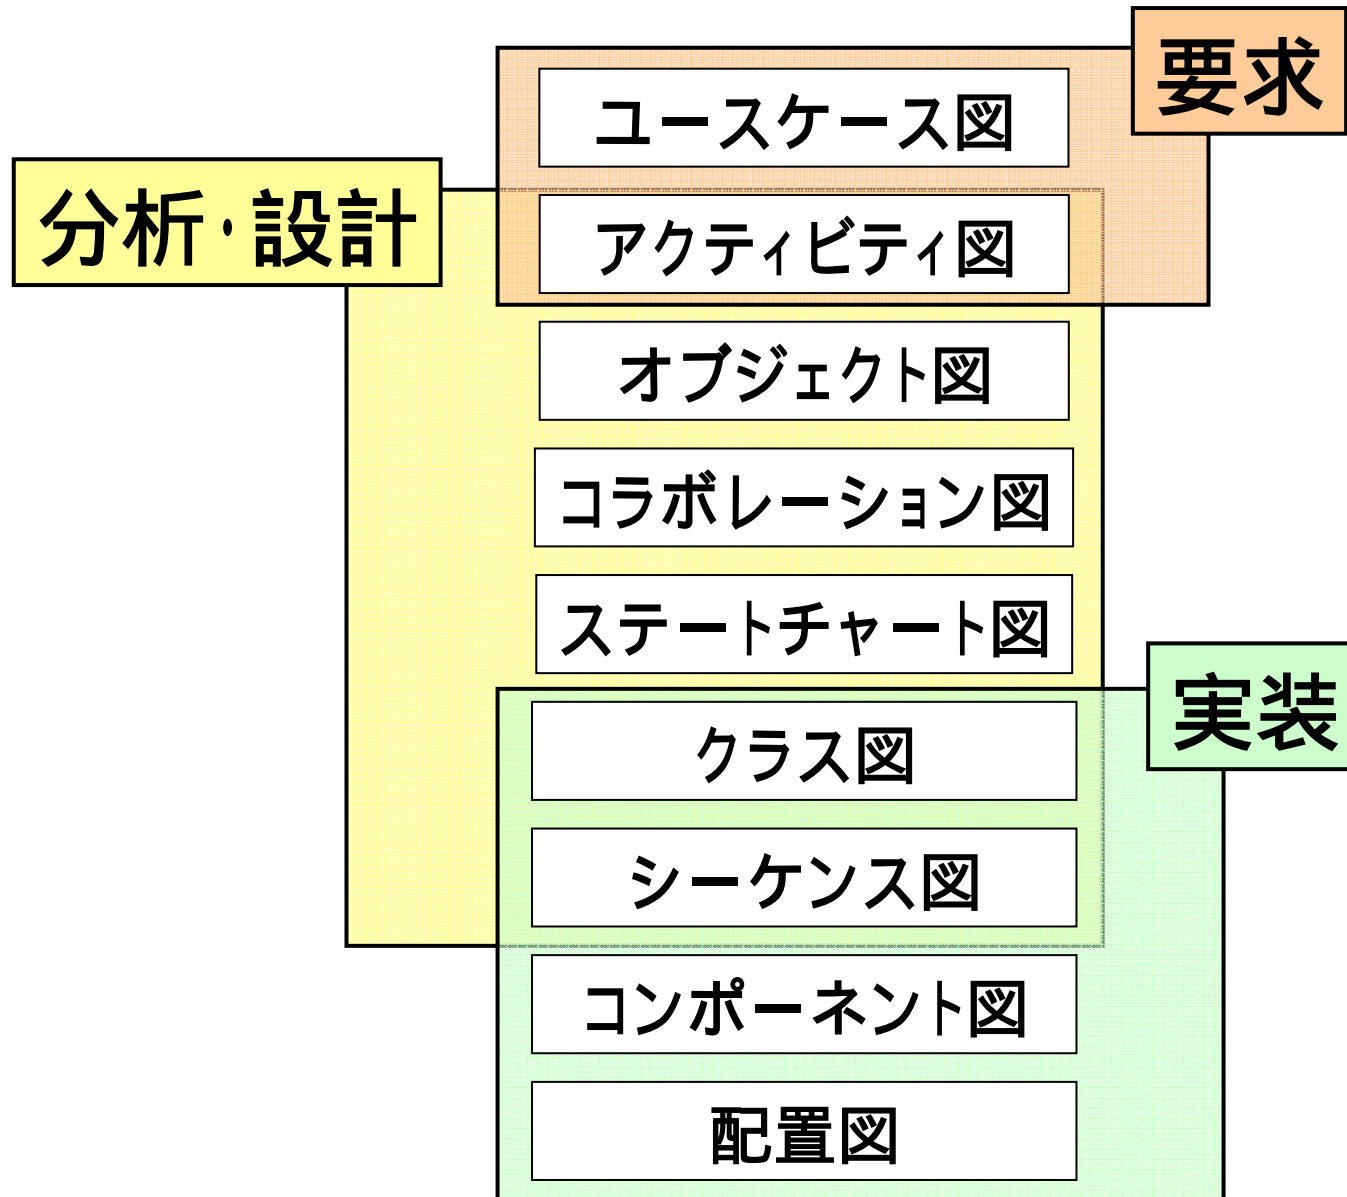 要求
ユースケース図
分析・設計
アクティビティ図
オブジェクト図
コラボレーション図
ステートチャート図
実装
クラス図
シーケンス図
コンポーネント図
配置図